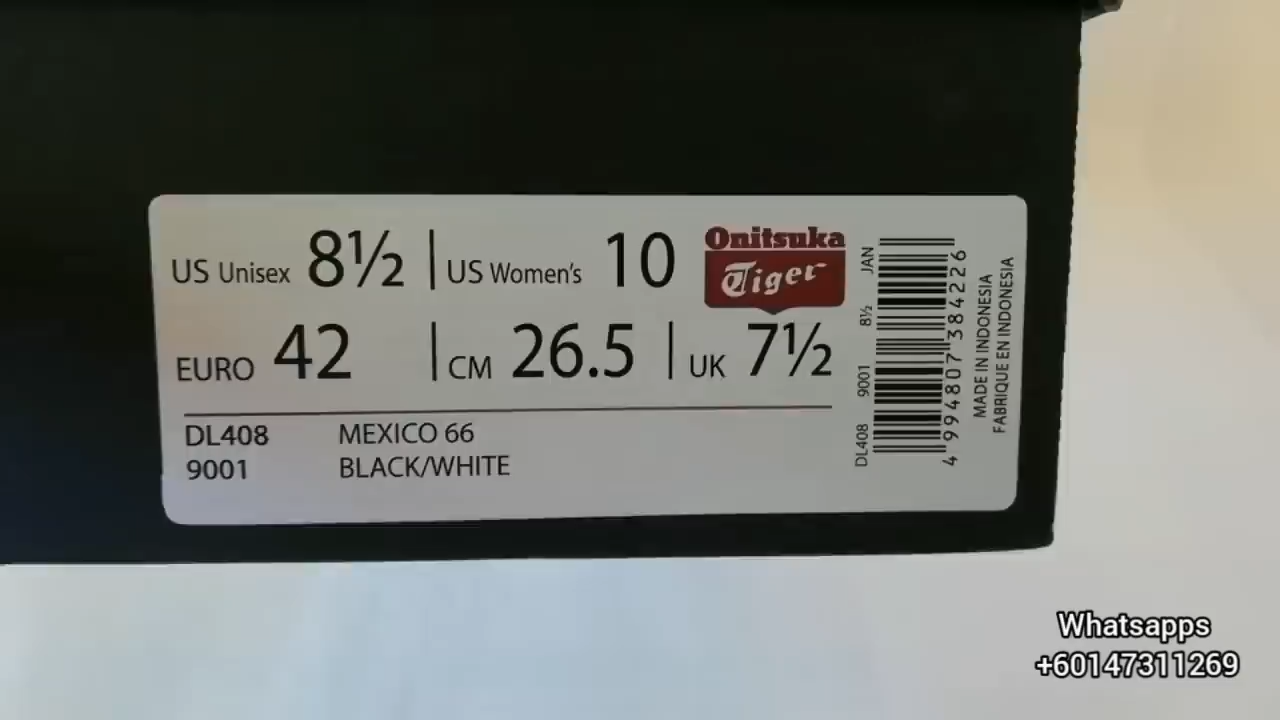 US Unisex 8½ | US Women's 10
Onitsuka
Tiger
EURO 42 | CM 26.5 | UK 7½
DL408 MEXICO 66
9001 BLACK/WHITE
DL408 9001 8½ JAN
4 994807 384226
MADE IN INDONESIA
FABRIQUE EN INDONESIA
Whatsapps
+60147311269